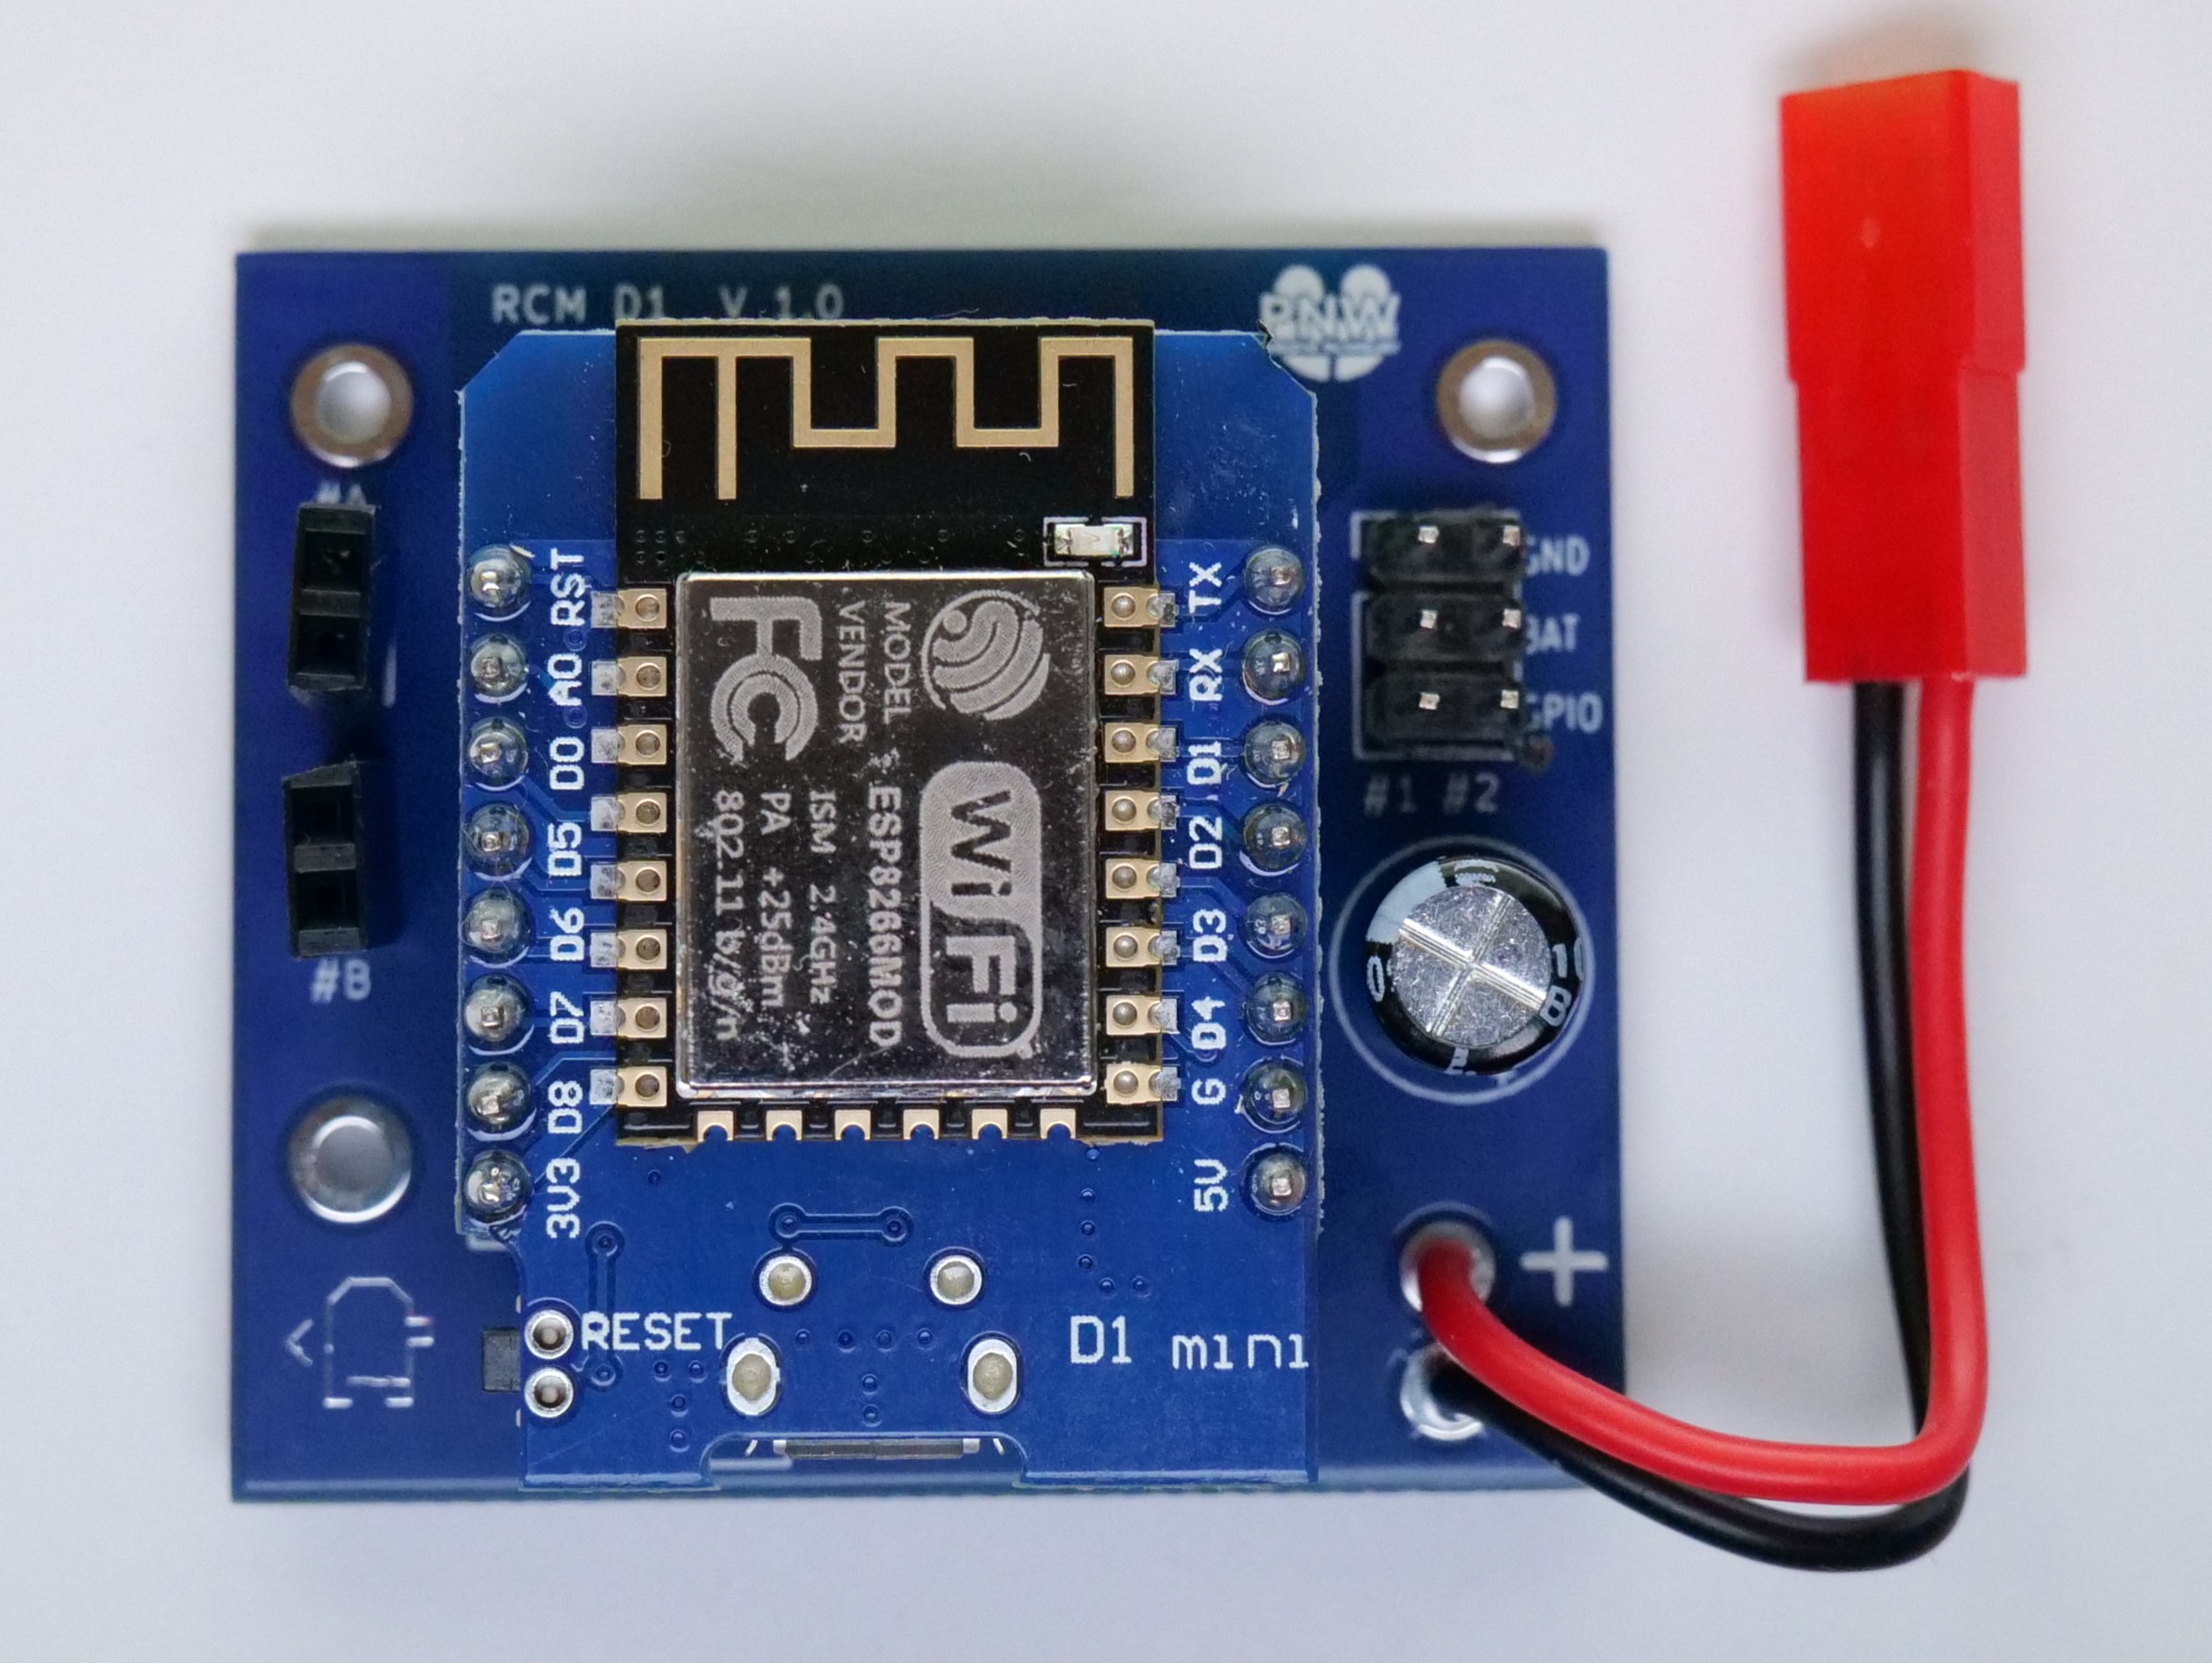 RCM D1 V 1.0
RNW
#A
RST
A0
D0
D5
D6
D7
D8
3V3
TX
RX
D1
D2
D3
D4
G
5V
MODEL ESP8266MOD
VENDOR
WiFi
FC
ISM 2.4GHz
PA +25dBm
802.11 b/g/n
GND
BAT
GPIO
#1 #2
#B
+
<
RESET
D1 mini